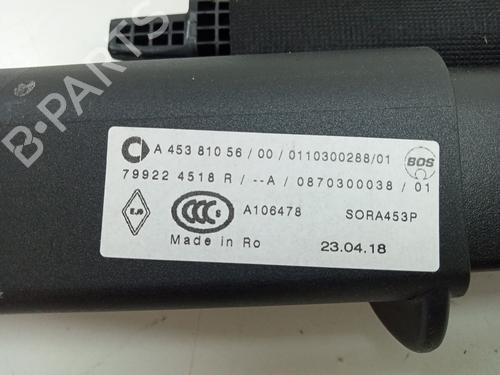 B-PARTS
A 453 810 56 / 00 / 0110300288/01
BOS
79922 4518 R / --A / 0870300038 / 01
CCC S
A106478
SORA453P
Made in Ro
23.04.18